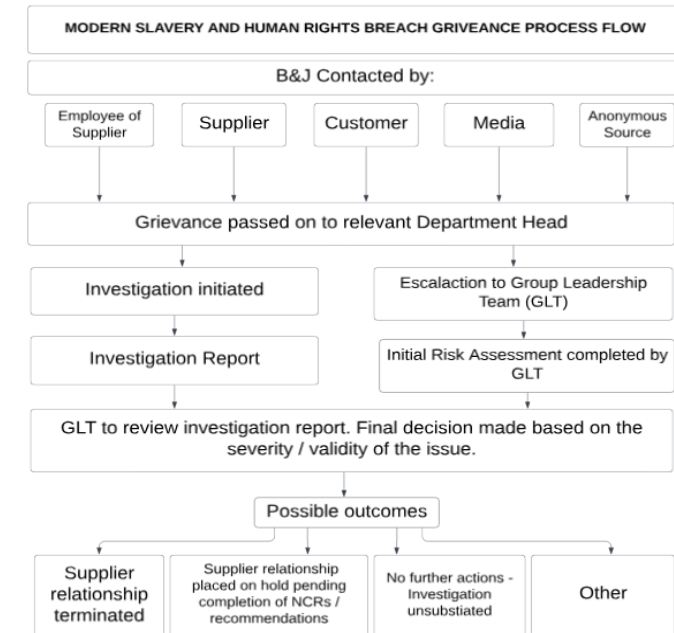 MODERN SLAVERY AND HUMAN RIGHTS BREACH GRIVEANCE PROCESS FLOW
B&J Contacted by:
Employee of
Supplier
Supplier
Customer
Media
Anonymous
Source
Grievance passed on to relevant Department Head
Investigation initiated
Escalaction to Group Leadership
Team (GLT)
Investigation Report
Initial Risk Assessment completed by
GLT
GLT to review investigation report. Final decision made based on the
severity / validity of the issue.
Possible outcomes
Supplier
relationship
terminated
Supplier relationship
placed on hold pending
completion of NCRs /
recommendations
No further actions -
Investigation
unsubstiated
Other